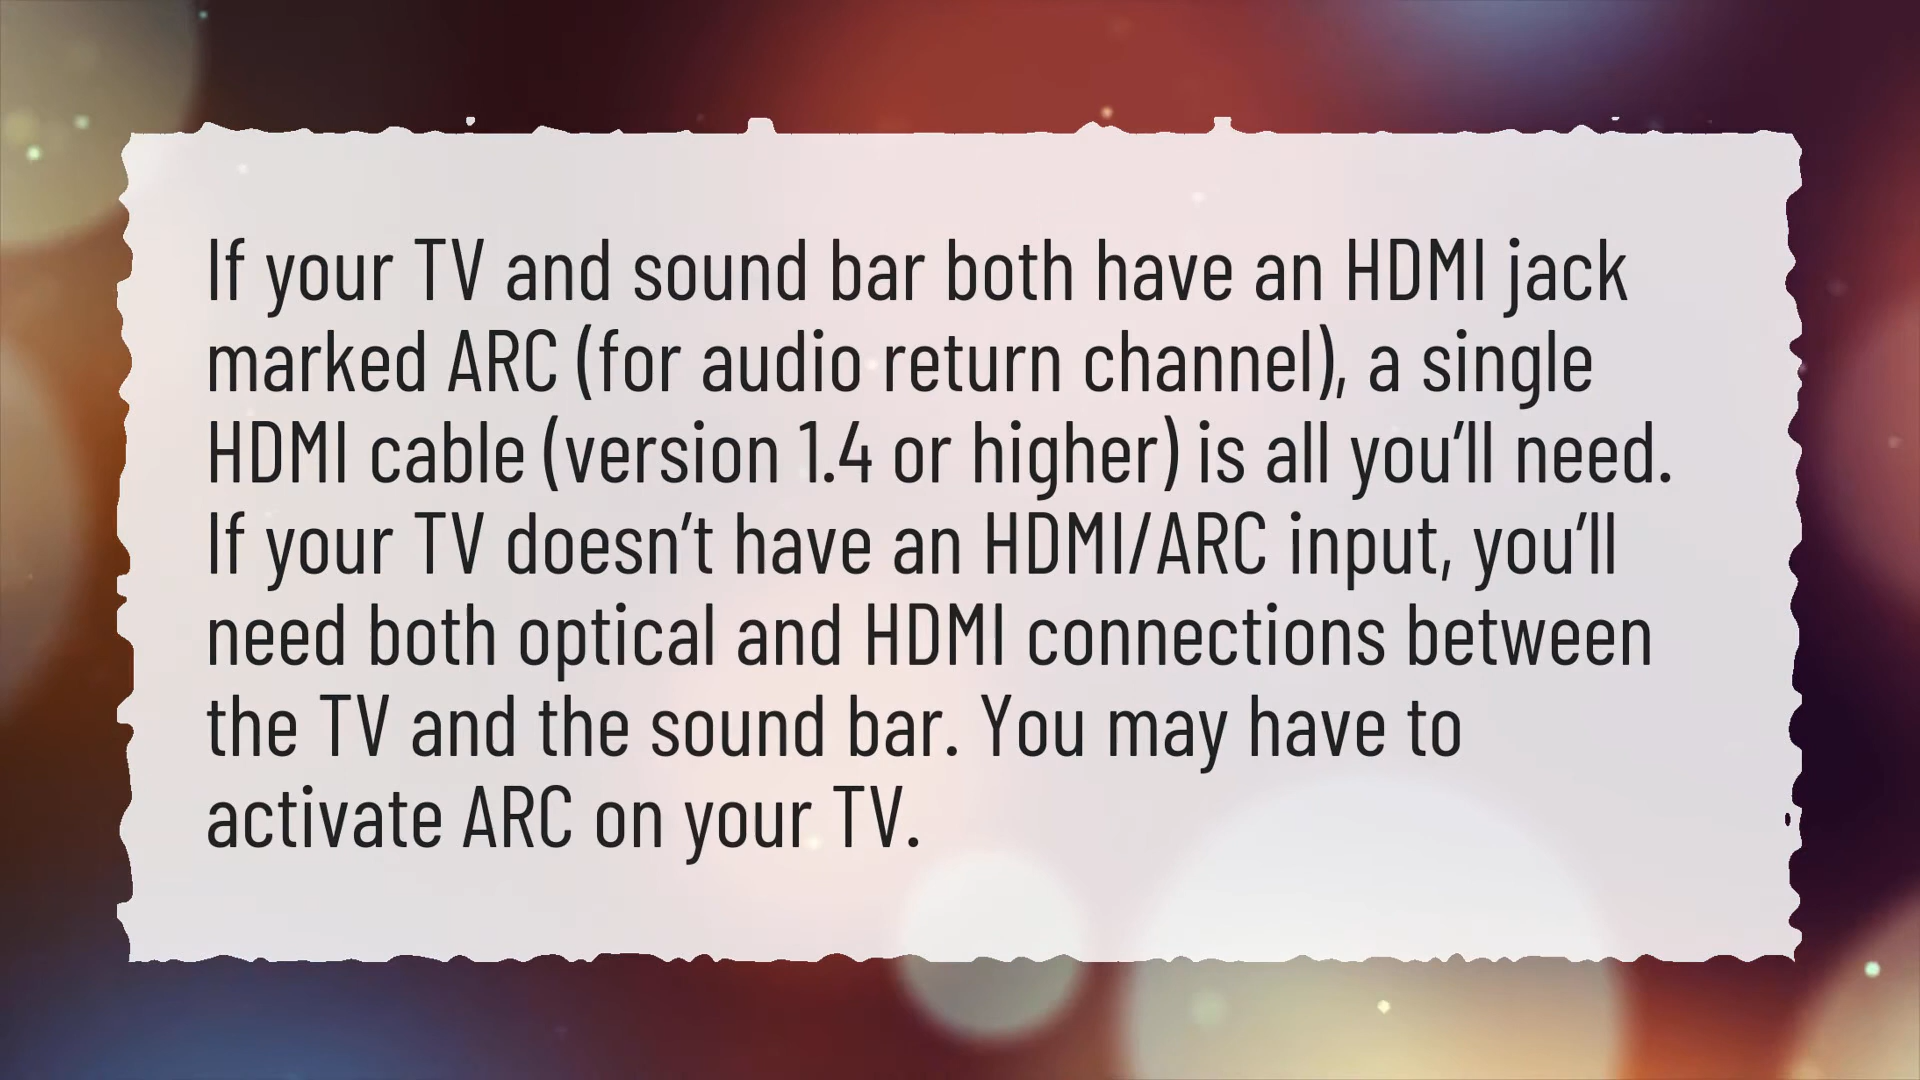 If your TV and sound bar both have an HDMI jack
marked ARC (for audio return channel), a single
HDMI cable (version 1.4 or higher) is all you’ll need.
If your TV doesn’t have an HDMI/ARC input, you’ll
need both optical and HDMI connections between
the TV and the sound bar. You may have to
activate ARC on your TV.